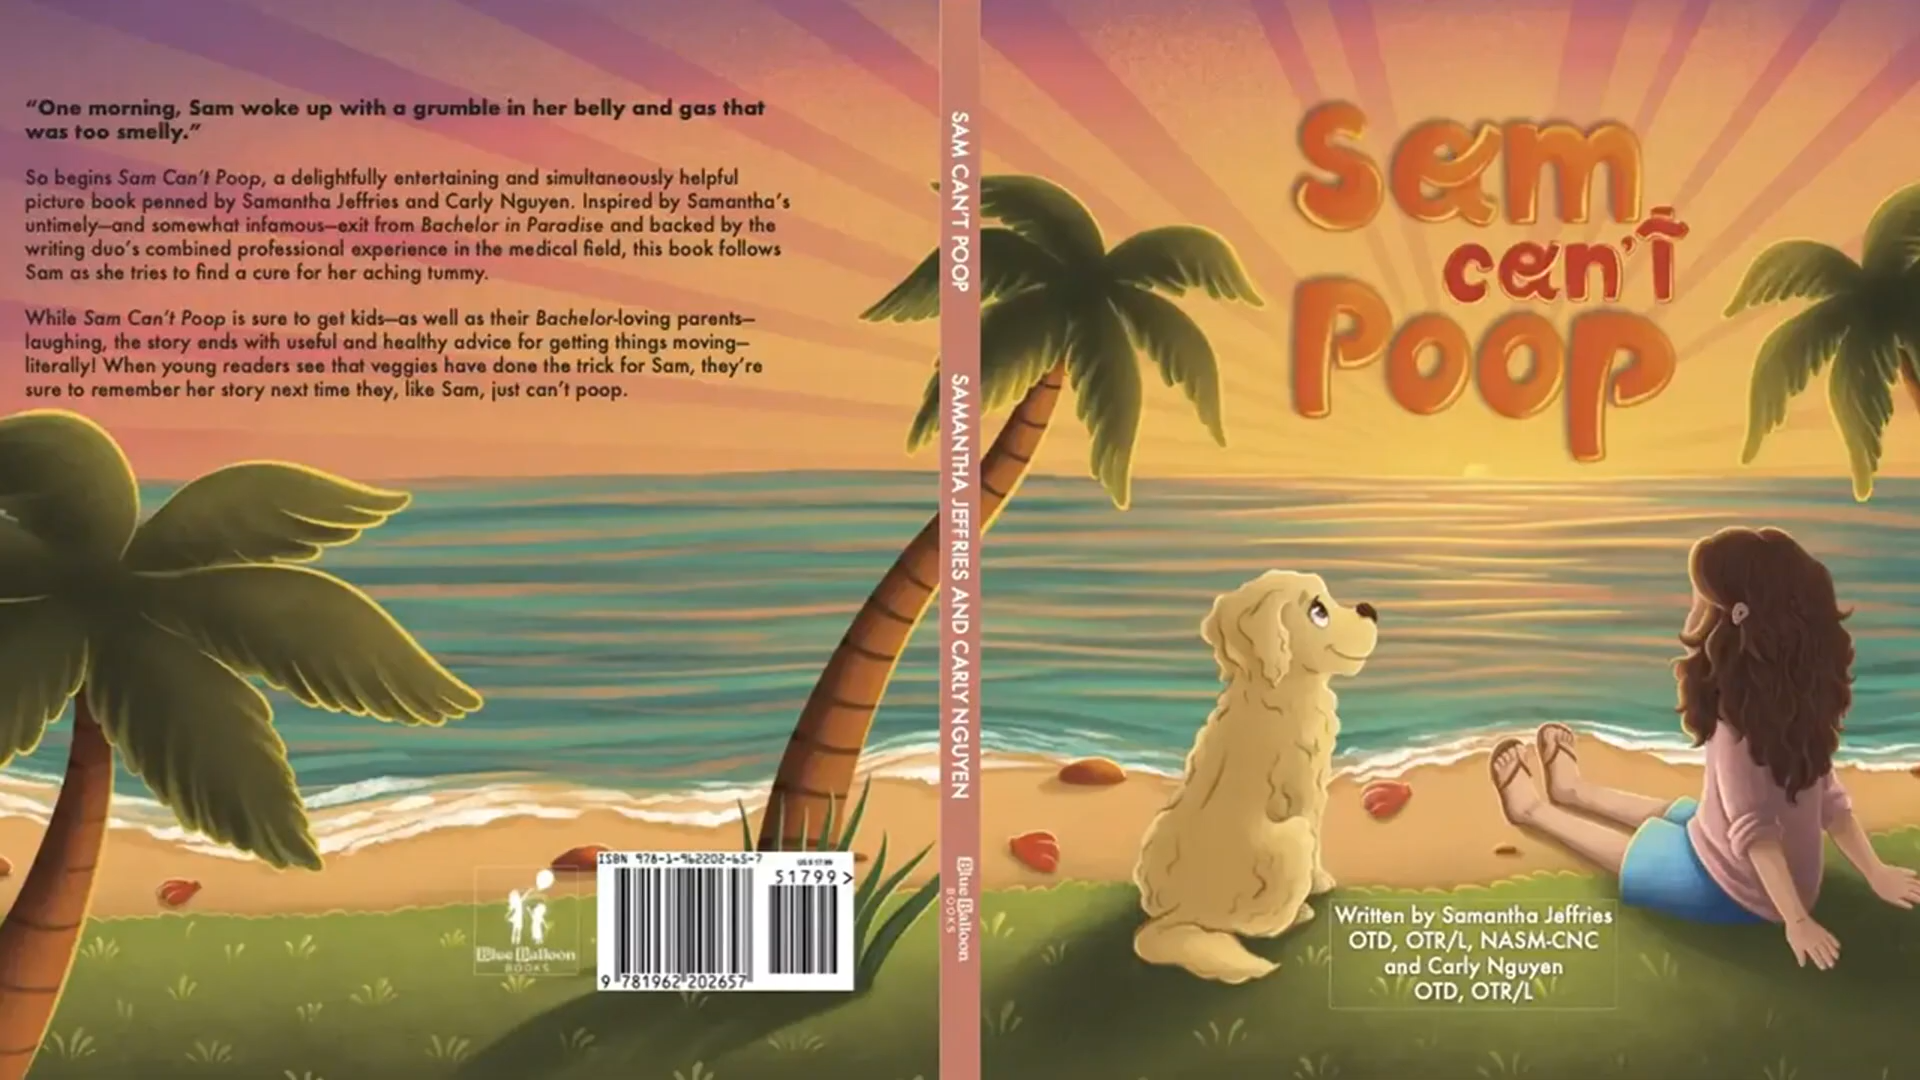 “One morning, Sam woke up with a grumble in her belly and gas that
was too smelly.”
So begins Sam Can’t Poop, a delightfully entertaining and simultaneously helpful
picture book penned by Samantha Jeffries and Carly Nguyen. Inspired by Samantha’s
untimely—and somewhat infamous—exit from Bachelor in Paradise and backed by the
writing duo’s combined professional experience in the medical field, this book follows
Sam as she tries to find a cure for her aching tummy.
While Sam Can’t Poop is sure to get kids—as well as their Bachelor-loving parents—
laughing, the story ends with useful and healthy advice for getting things moving—
literally! When young readers see that veggies have done the trick for Sam, they’re
sure to remember her story next time they, like Sam, just can’t poop.
Blue Balloon
BOOKS
ISBN 978-1-962202-65-7
US $ 17.99
51799>
9 781962 202657
SAM CAN’T POOP
SAMANTHA JEFFRIES AND CARLY NGUYEN
Blue Balloon
BOOKS
Sam
can’t
Poop
Written by Samantha Jeffries
OTD, OTR/L, NASM-CNC
and Carly Nguyen
OTD, OTR/L